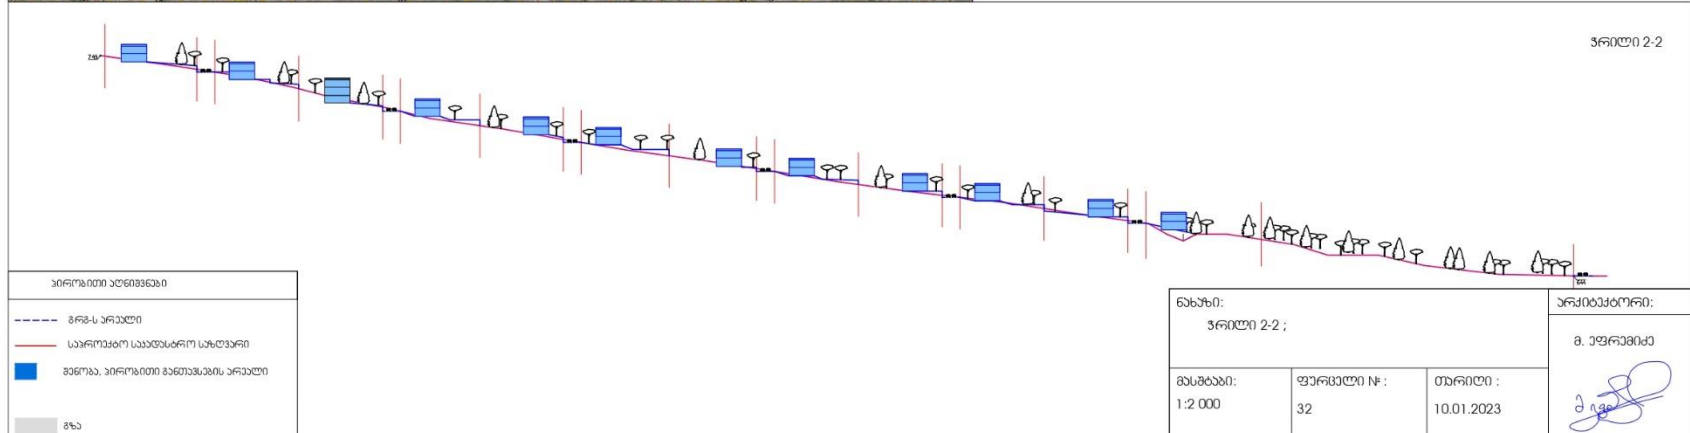 ჭრილი 2-2
პირობითი აღნიშვნები
გრგ-ს არეალი
საპროექტო საკადასტრო საზღვარი
შენობა, პირობითი განთავსების არეალი
გზა
ნახაზი:
ჭრილი 2-2 ;
არქიტექტორი:
მ. ეფრემიძე
მასშტაბი:
1:2 000
ფურცელი № :
32
თარიღი :
10.01.2023